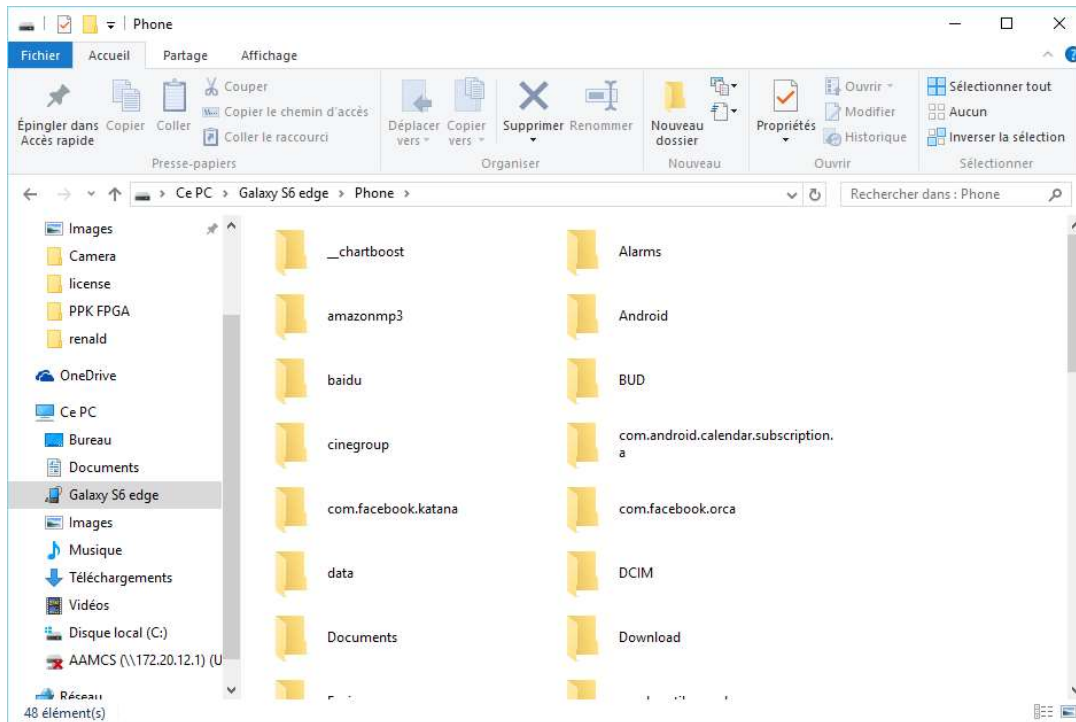 Phone
Fichier Accueil Partage Affichage
Épingler dans
Accès rapide
Copier
Coller
Couper
Copier le chemin d'accès
Coller le raccourci
Presse-papiers
Déplacer
vers
Copier
vers
Supprimer
Renommer
Organiser
Nouveau
dossier
Nouveau
Propriétés
Ouvrir
Modifier
Historique
Ouvrir
Sélectionner tout
Aucun
Inverser la sélection
Sélectionner
Ce PC > Galaxy S6 edge > Phone >
Rechercher dans : Phone
Images
Camera
license
PPK FPGA
renald
OneDrive
Ce PC
Bureau
Documents
Galaxy S6 edge
Images
Musique
Téléchargements
Vidéos
Disque local (C:)
AAMCS (\\172.20.12.1) (U
Réseau
__chartboost
Alarms
amazonmp3
Android
baidu
BUD
cinegroup
com.android.calendar.subscription.
a
com.facebook.katana
com.facebook.orca
data
DCIM
Documents
Download
48 élément(s)